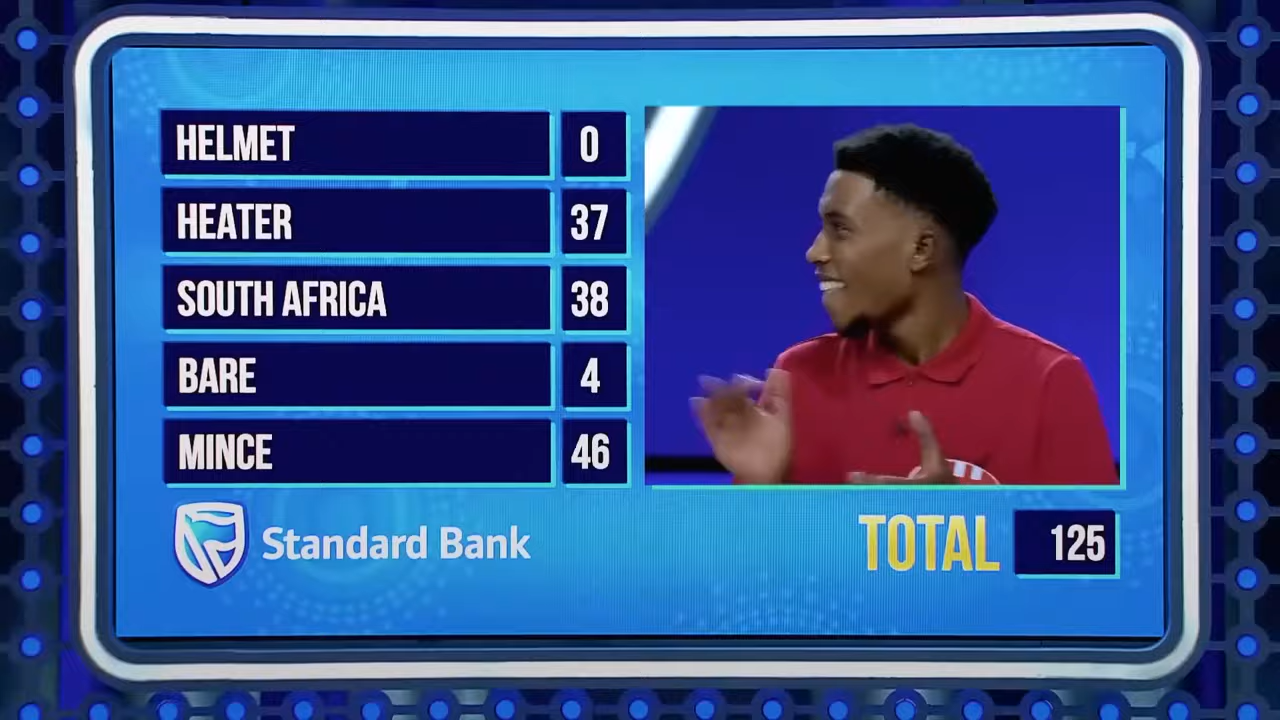 HELMET 0
HEATER 37
SOUTH AFRICA 38
BARE 4
MINCE 46
Standard Bank
TOTAL 125